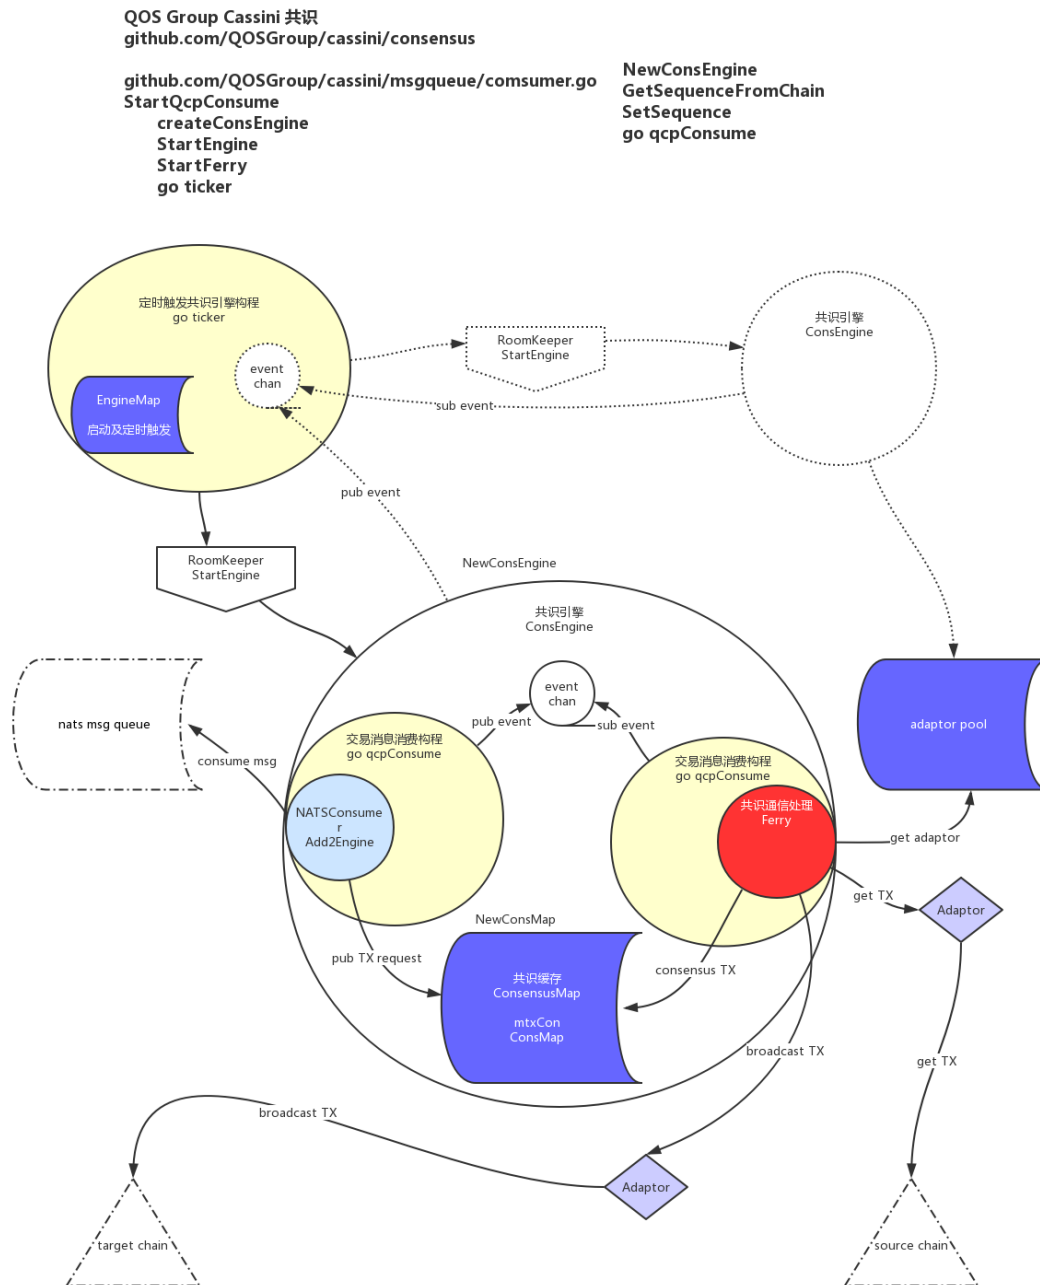 QOS Group Cassini 共识
github.com/QOSGroup/cassini/consensus
github.com/QOSGroup/cassini/msgqueue/comsumer.go
StartQcpConsume
createConsEngine
StartEngine
StartFerry
go ticker
NewConsEngine
GetSequenceFromChain
SetSequence
go qcpConsume
定时触发共识引擎构程
go ticker
event
chan
EngineMap
启动及定时触发
RoomKeeper
StartEngine
共识引擎
ConsEngine
sub event
pub event
RoomKeeper
StartEngine
NewConsEngine
共识引擎
ConsEngine
nats msg queue
consume msg
event
chan
pub event
sub event
adaptor pool
交易消息消费构程
go qcpConsume
NATSConsume
r
Add2Engine
交易消息消费构程
go qcpConsume
共识通信处理
Ferry
get adaptor
get TX
Adaptor
NewConsMap
pub TX request
consensus TX
共识缓存
ConsensusMap
mtxCon
ConsMap
broadcast TX
get TX
broadcast TX
Adaptor
target chain
source chain